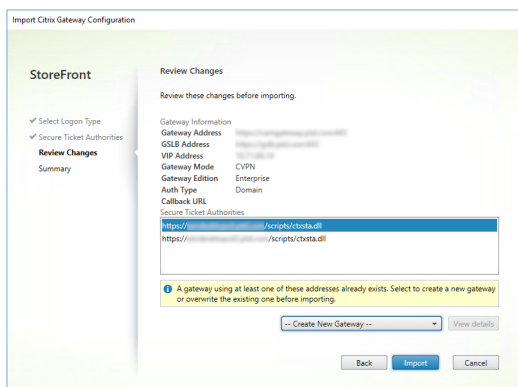 Import Citrix Gateway Configuration
StoreFront
Select Logon Type
Secure Ticket Authorities
Review Changes
Summary
Review Changes
Review these changes before importing.
Gateway Information
Gateway Address
GSLB Address
VIP Address
Gateway Mode CVPN
Gateway Edition Enterprise
Auth Type Domain
Callback URL
Secure Ticket Authorities
https:// /scripts/ctxsta.dll
https:// /scripts/ctxsta.dll
A gateway using at least one of these addresses already exists. Select to create a new gateway
or overwrite the existing one before importing.
-- Create New Gateway -- View details
Back Import Cancel